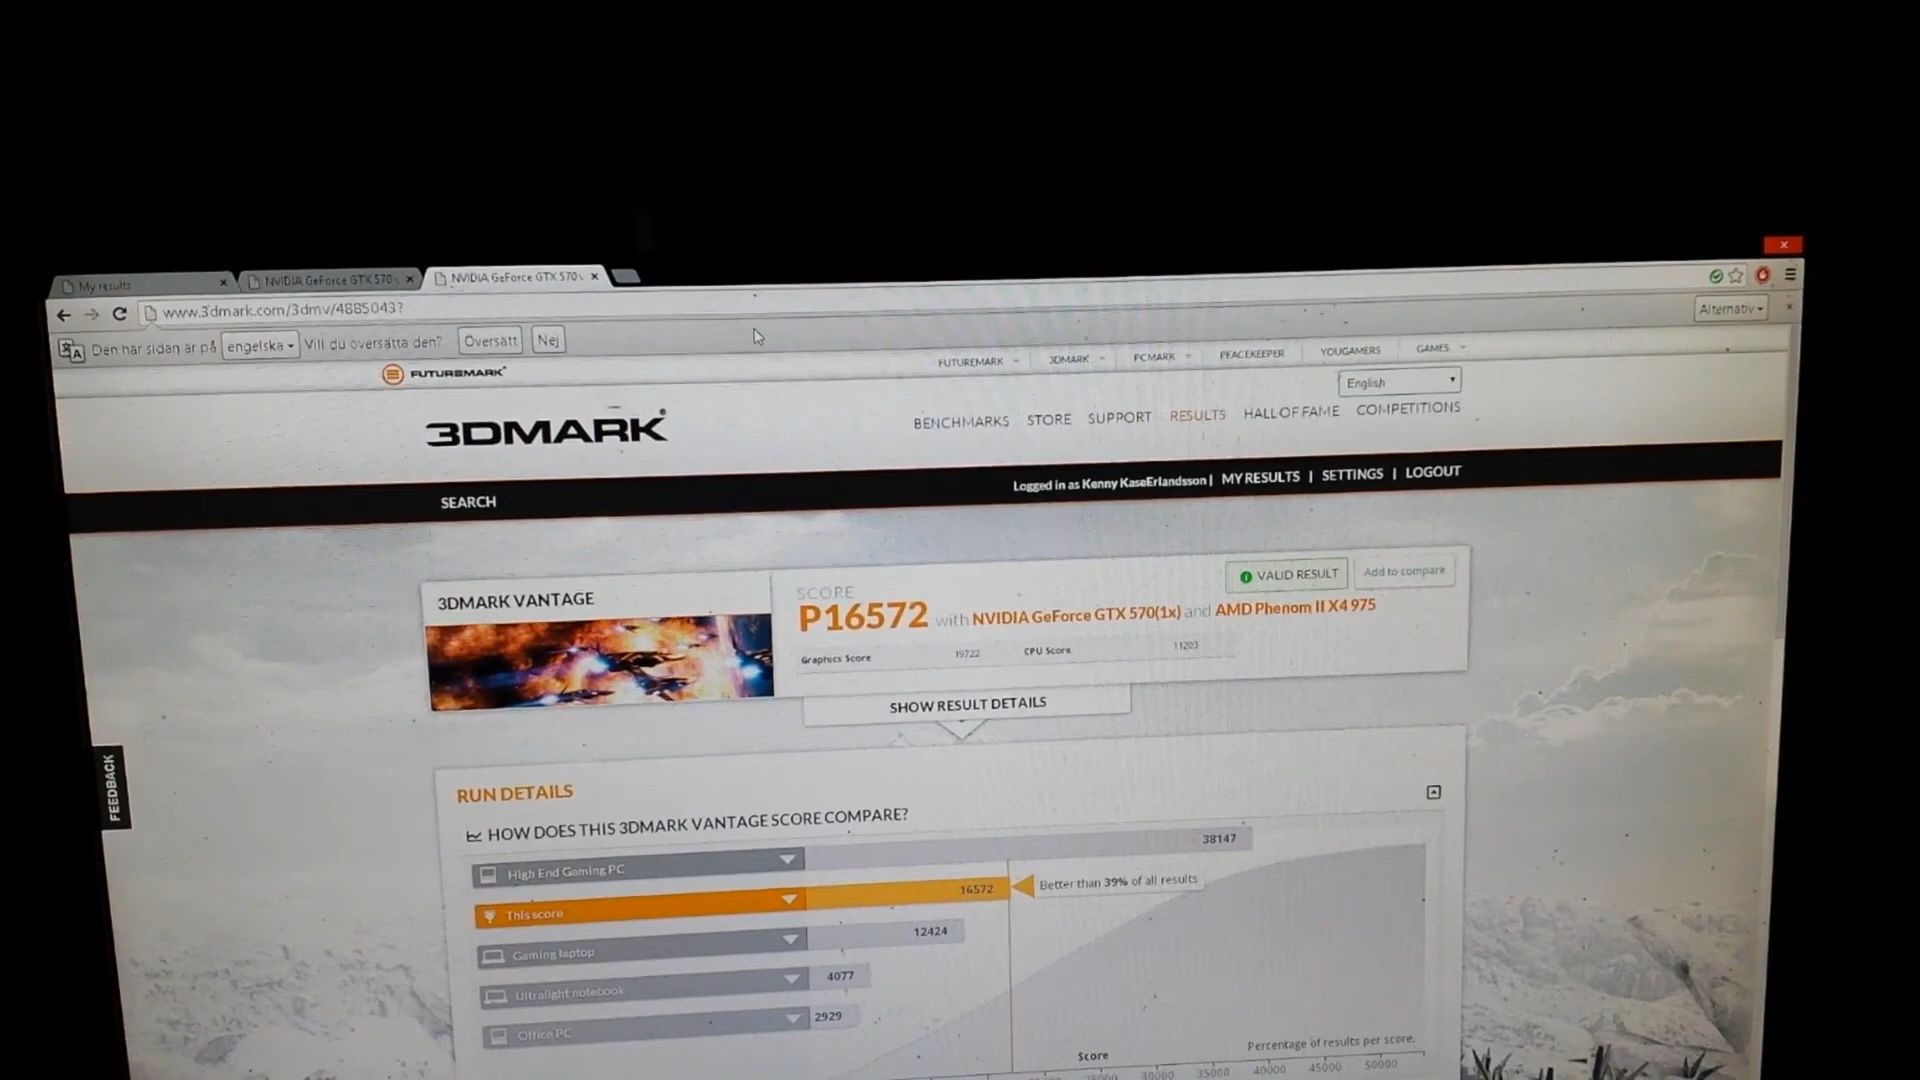 My results
NVIDIA GeForce GTX 570
NVIDIA GeForce GTX 570
www.3dmark.com/3dmv/4885043?
Alternativ
Den här sidan är på engelska Vill du översätta den? Översätt Nej
FUTUREMARK 3DMARK PCMARK PEACEKEEPER YOUGAMERS GAMES
FUTUREMARK
English
3DMARK
BENCHMARKS STORE SUPPORT RESULTS HALL OF FAME COMPETITIONS
Logged in as Kenny KaseErlandsson | MY RESULTS | SETTINGS | LOGOUT
SEARCH
3DMARK VANTAGE
SCORE
VALID RESULT
Add to compare
P16572 with NVIDIA GeForce GTX 570(1x) and AMD Phenom II X4 975
Graphics Score 19722 CPU Score 11203
SHOW RESULT DETAILS
FEEDBACK
RUN DETAILS
HOW DOES THIS 3DMARK VANTAGE SCORE COMPARE?
High End Gaming PC 38147
This score 16572
Better than 39% of all results
Gaming laptop 12424
Ultralight notebook 4077
Office PC 2929
Percentage of results per score.
Score
30000 35000 40000 45000 50000